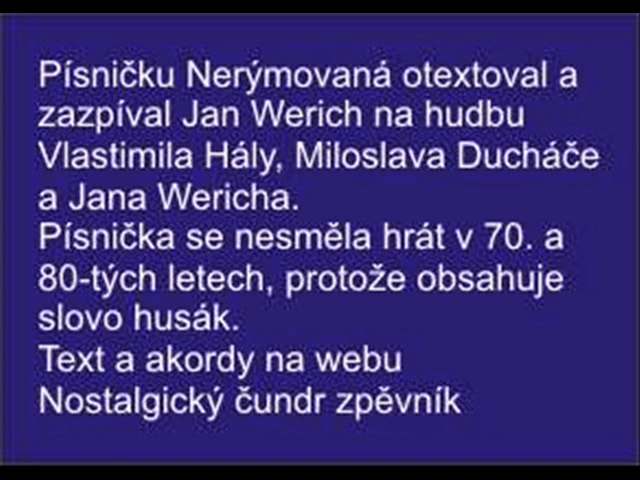 Písničku Nerýmovaná otextoval a
zazpíval Jan Werich na hudbu
Vlastimila Hály, Miloslava Ducháče
a Jana Wericha.
Písnička se nesměla hrát v 70. a
80-tých letech, protože obsahuje
slovo husák.
Text a akordy na webu
Nostalgický čundr zpěvník